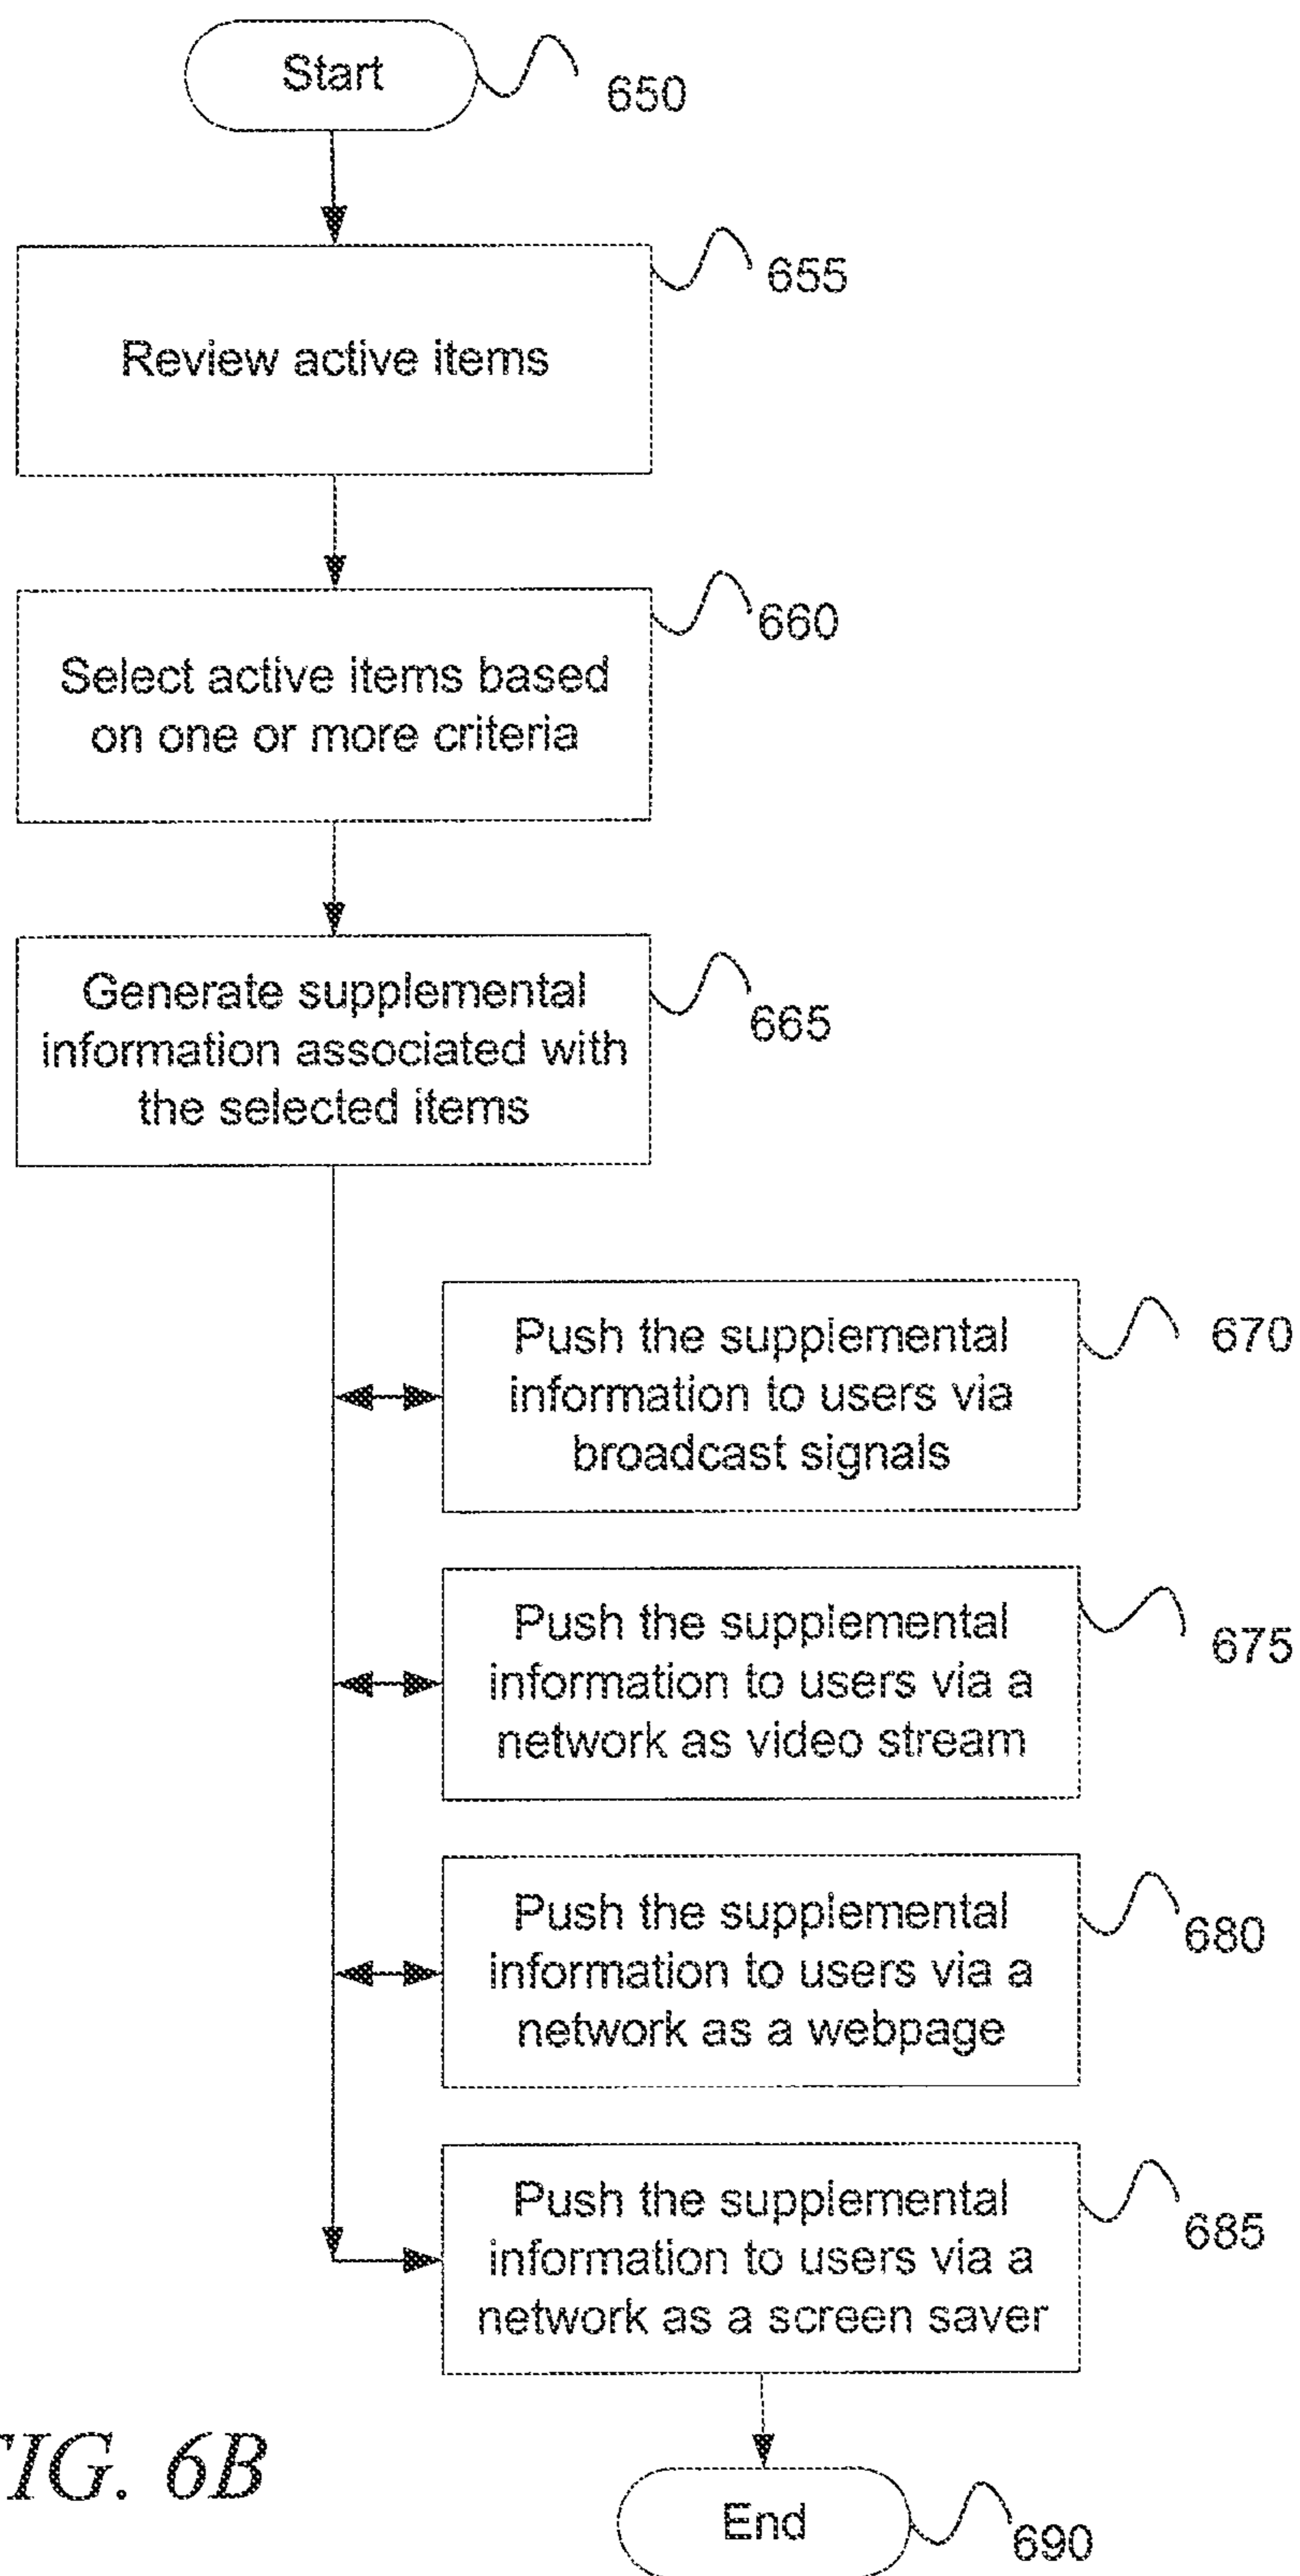 Start
650
655
Review active items
660
Select active items based
on one or more criteria
Generate supplemental
information associated with
the selected items
665
Push the supplemental
information to users via
broadcast signals
670
Push the supplemental
information to users via a
network as video stream
675
Push the supplemental
information to users via a
network as a webpage
680
Push the supplemental
information to users via a
network as a screen saver
685
FIG. 6B
End
690